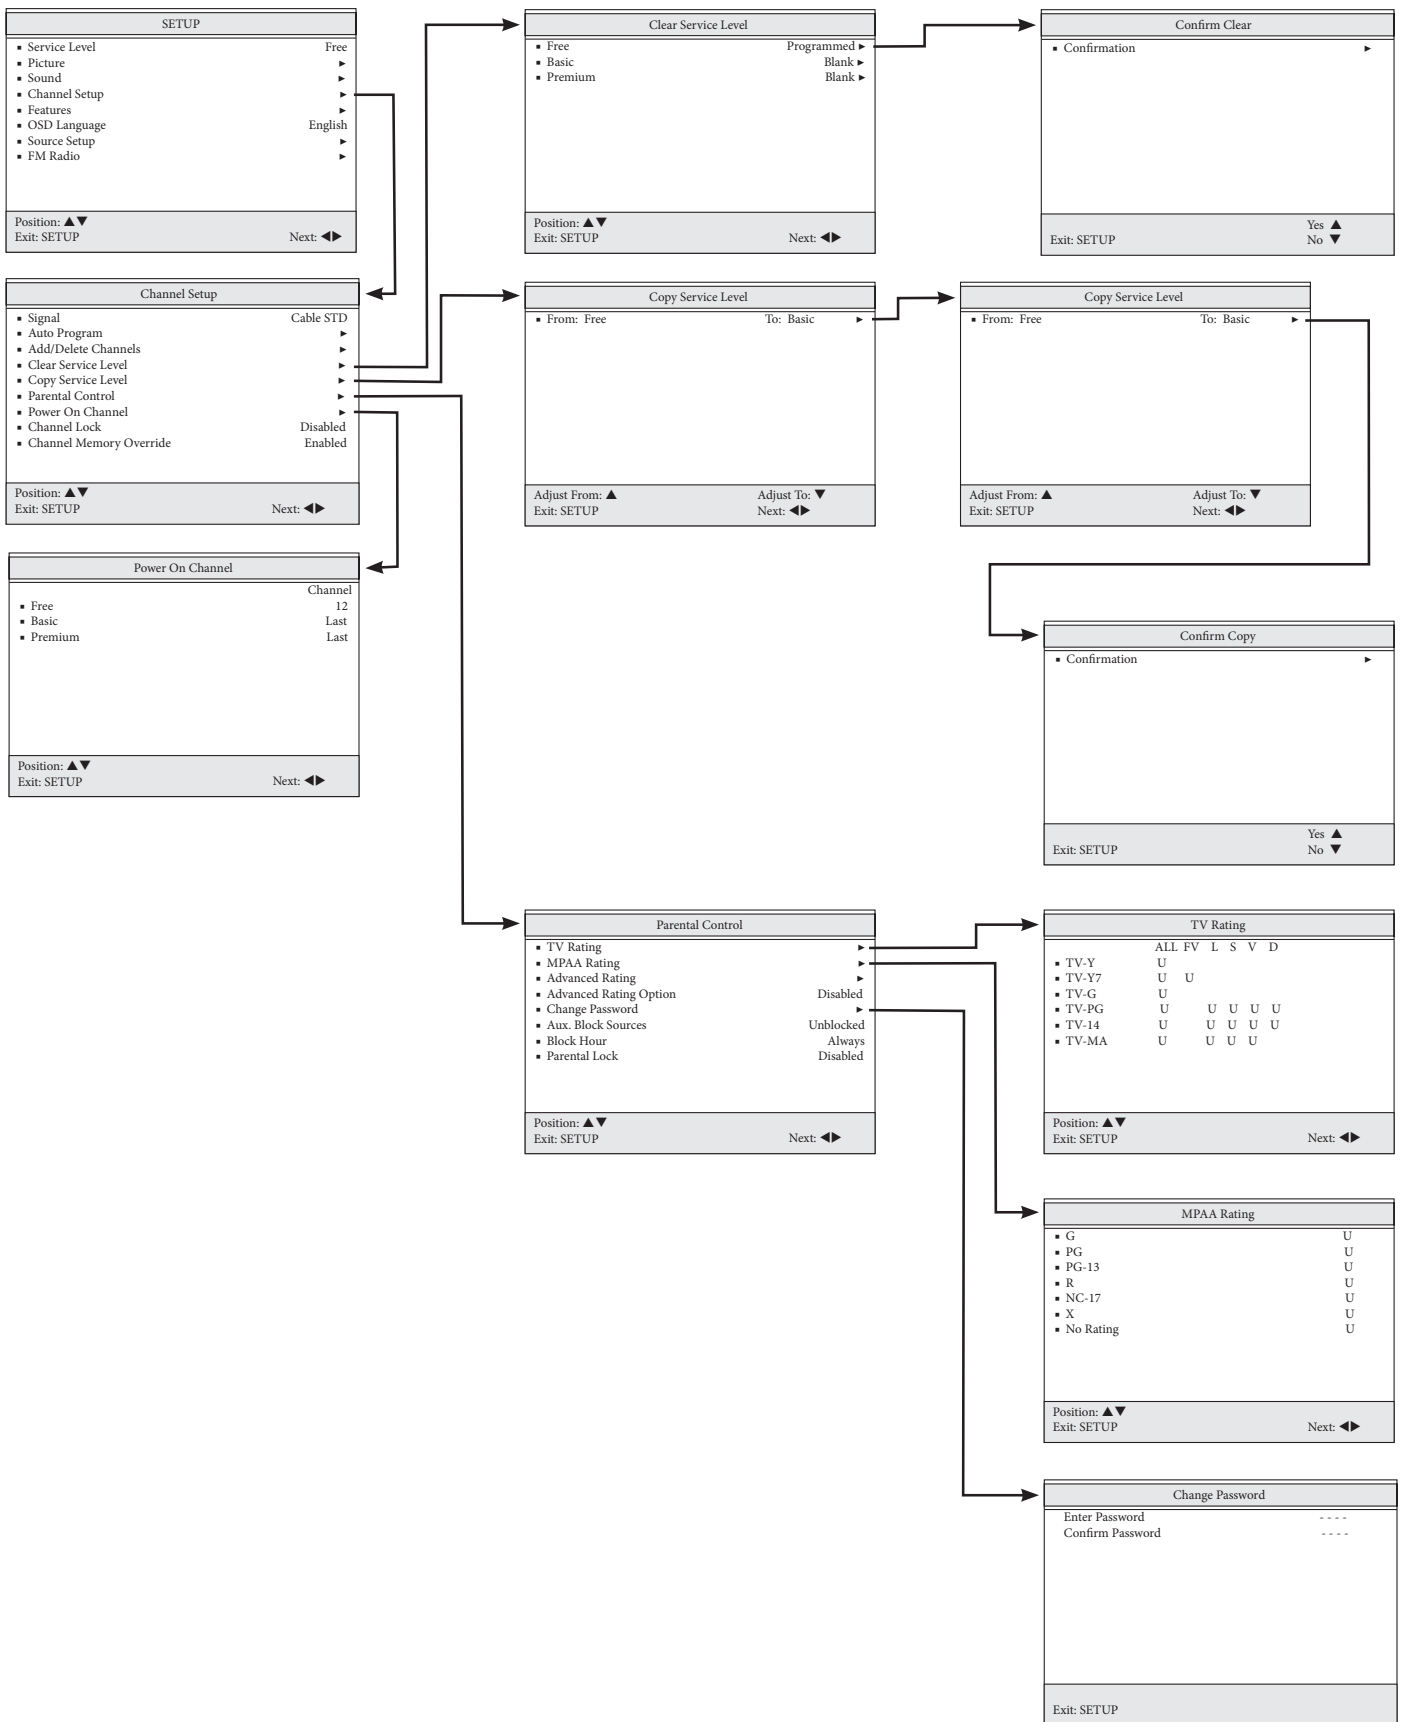 SETUP
▪ Service Level Free
▪ Picture ►
▪ Sound ►
▪ Channel Setup ►
▪ Features ►
▪ OSD Language English
▪ Source Setup ►
▪ FM Radio ►
Position: ▲▼
Exit: SETUP Next: ◀▶
Clear Service Level
▪ Free Programmed ►
▪ Basic Blank ►
▪ Premium Blank ►
Position: ▲▼
Exit: SETUP Next: ◀▶
Confirm Clear
▪ Confirmation ►
Yes ▲
Exit: SETUP No ▼
Channel Setup
▪ Signal Cable STD
▪ Auto Program ►
▪ Add/Delete Channels ►
▪ Clear Service Level ►
▪ Copy Service Level ►
▪ Parental Control ►
▪ Power On Channel ►
▪ Channel Lock Disabled
▪ Channel Memory Override Enabled
Position: ▲▼
Exit: SETUP Next: ◀▶
Copy Service Level
▪ From: Free To: Basic ►
Adjust From: ▲ Adjust To: ▼
Exit: SETUP Next: ◀▶
Copy Service Level
▪ From: Free To: Basic ►
Adjust From: ▲ Adjust To: ▼
Exit: SETUP Next: ◀▶
Power On Channel
Channel
▪ Free 12
▪ Basic Last
▪ Premium Last
Position: ▲▼
Exit: SETUP Next: ◀▶
Confirm Copy
▪ Confirmation ►
Yes ▲
Exit: SETUP No ▼
Parental Control
▪ TV Rating ►
▪ MPAA Rating ►
▪ Advanced Rating ►
▪ Advanced Rating Option Disabled
▪ Change Password ►
▪ Aux. Block Sources Unblocked
▪ Block Hour Always
▪ Parental Lock Disabled
Position: ▲▼
Exit: SETUP Next: ◀▶
TV Rating
ALL FV L S V D
▪ TV-Y U
▪ TV-Y7 U U
▪ TV-G U
▪ TV-PG U U U U U
▪ TV-14 U U U U U
▪ TV-MA U U U U
Position: ▲▼
Exit: SETUP Next: ◀▶
MPAA Rating
▪ G U
▪ PG U
▪ PG-13 U
▪ R U
▪ NC-17 U
▪ X U
▪ No Rating U
Position: ▲▼
Exit: SETUP Next: ◀▶
Change Password
Enter Password - - - -
Confirm Password - - - -
Exit: SETUP